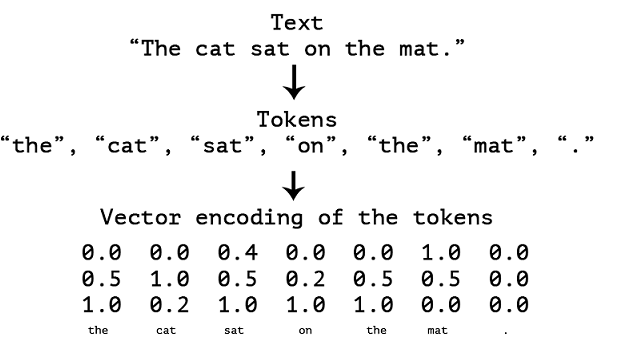 Text
“The cat sat on the mat.”
Tokens
“the”, “cat”, “sat”, “on”, “the”, “mat”, “.”
Vector encoding of the tokens
0.0 0.0 0.4 0.0 0.0 1.0 0.0
0.5 1.0 0.5 0.2 0.5 0.5 0.0
1.0 0.2 1.0 1.0 1.0 0.0 0.0
the cat sat on the mat .